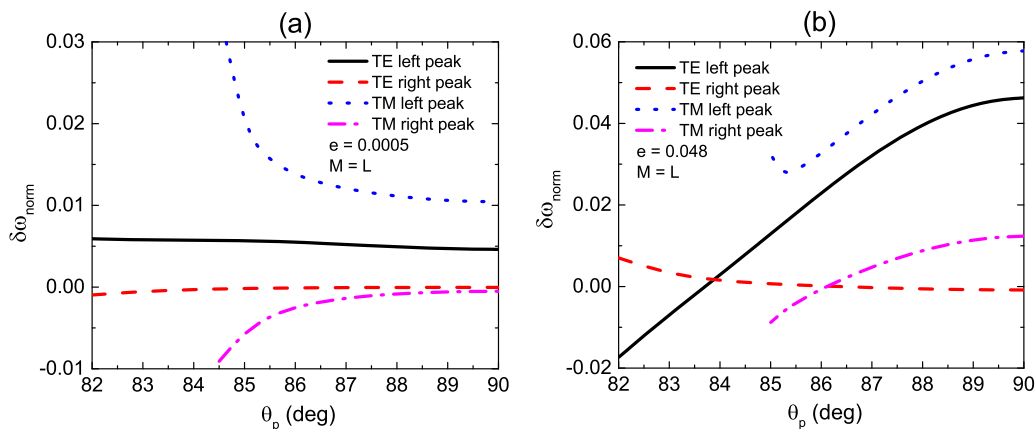 (a)
0.03
0.02
0.01
0.00
-0.01
δω_norm
TE left peak
TE right peak
TM left peak
TM right peak
e = 0.0005
M = L
82 83 84 85 86 87 88 89 90
θ_p (deg)
(b)
0.06
0.04
0.02
0.00
-0.02
δω_norm
TE left peak
TE right peak
TM left peak
TM right peak
e = 0.048
M = L
82 83 84 85 86 87 88 89 90
θ_p (deg)